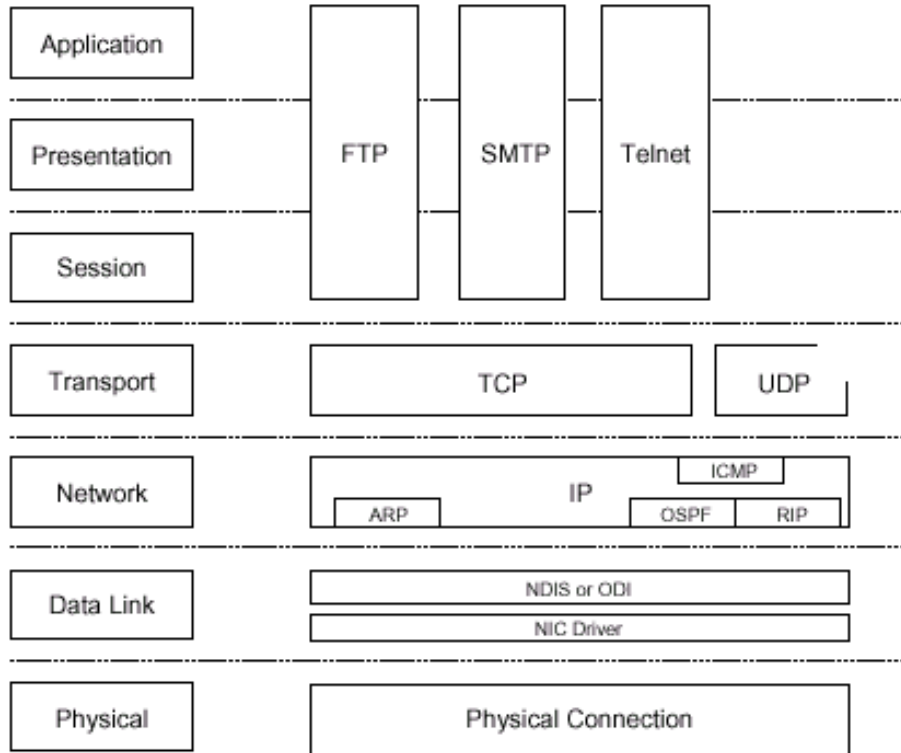 Application
Presentation
FTP
SMTP
Telnet
Session
Transport
TCP
UDP
Network
IP
ICMP
ARP
OSPF
RIP
Data Link
NDIS or ODI
NIC Driver
Physical
Physical Connection